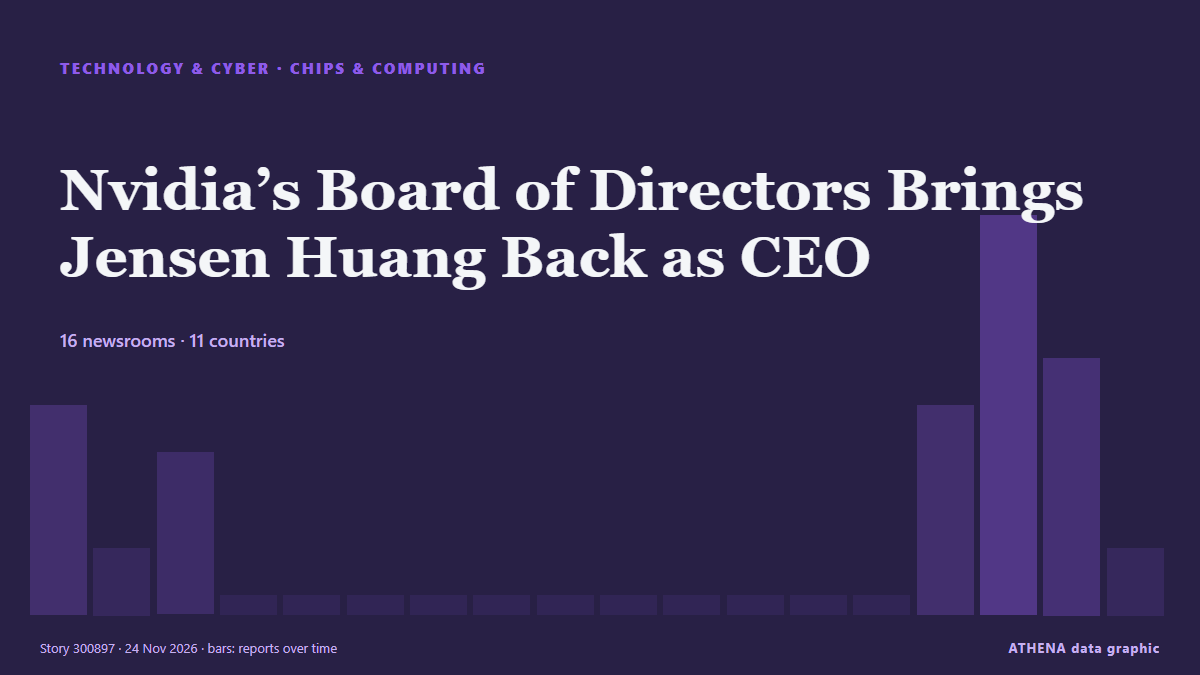 TECHNOLOGY & CYBER · CHIPS & COMPUTING
Nvidia’s Board of Directors Brings
Jensen Huang Back as CEO
16 newsrooms · 11 countries
Story 300897 · 24 Nov 2026 · bars: reports over time
ATHENA data graphic